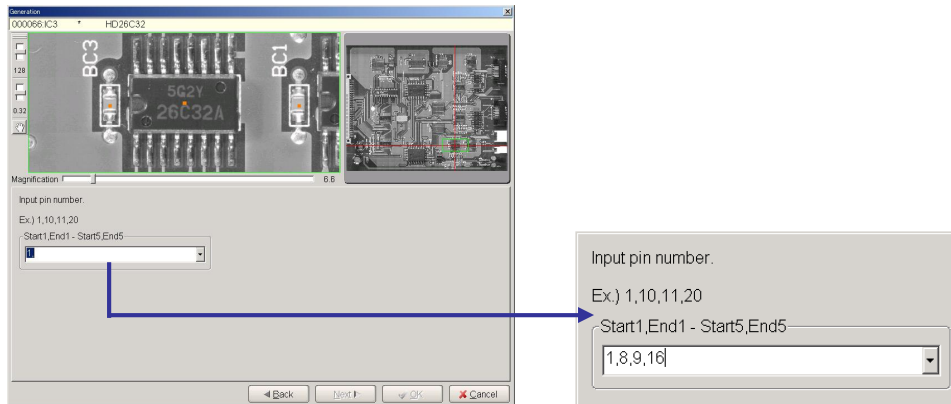 Generation
000066:IC3 * HD26C32
128
0.32
BC3
5G2Y
26C32A
BC1
Magnification 6.6
Input pin number.
Ex.) 1,10,11,20
Start1,End1 - Start5,End5
1,
Back Next OK Cancel
Input pin number.
Ex.) 1,10,11,20
Start1,End1 - Start5,End5
1,8,9,16